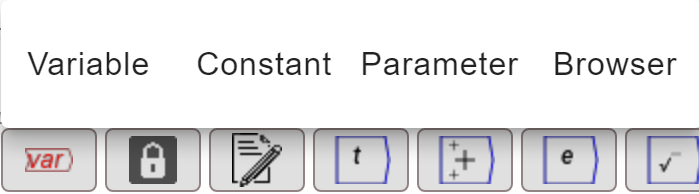 Variable Constant Parameter Browser
var t + + + e √